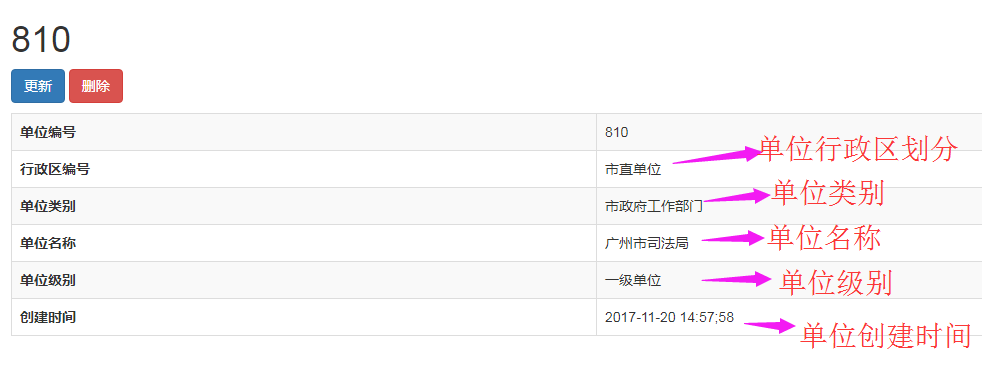 810
更新 删除
单位编号 810
行政区编号 市直单位 单位行政区划分
单位类别 市政府工作部门 单位类别
单位名称 广州市司法局 单位名称
单位级别 一级单位 单位级别
创建时间 2017-11-20 14:57;58 单位创建时间